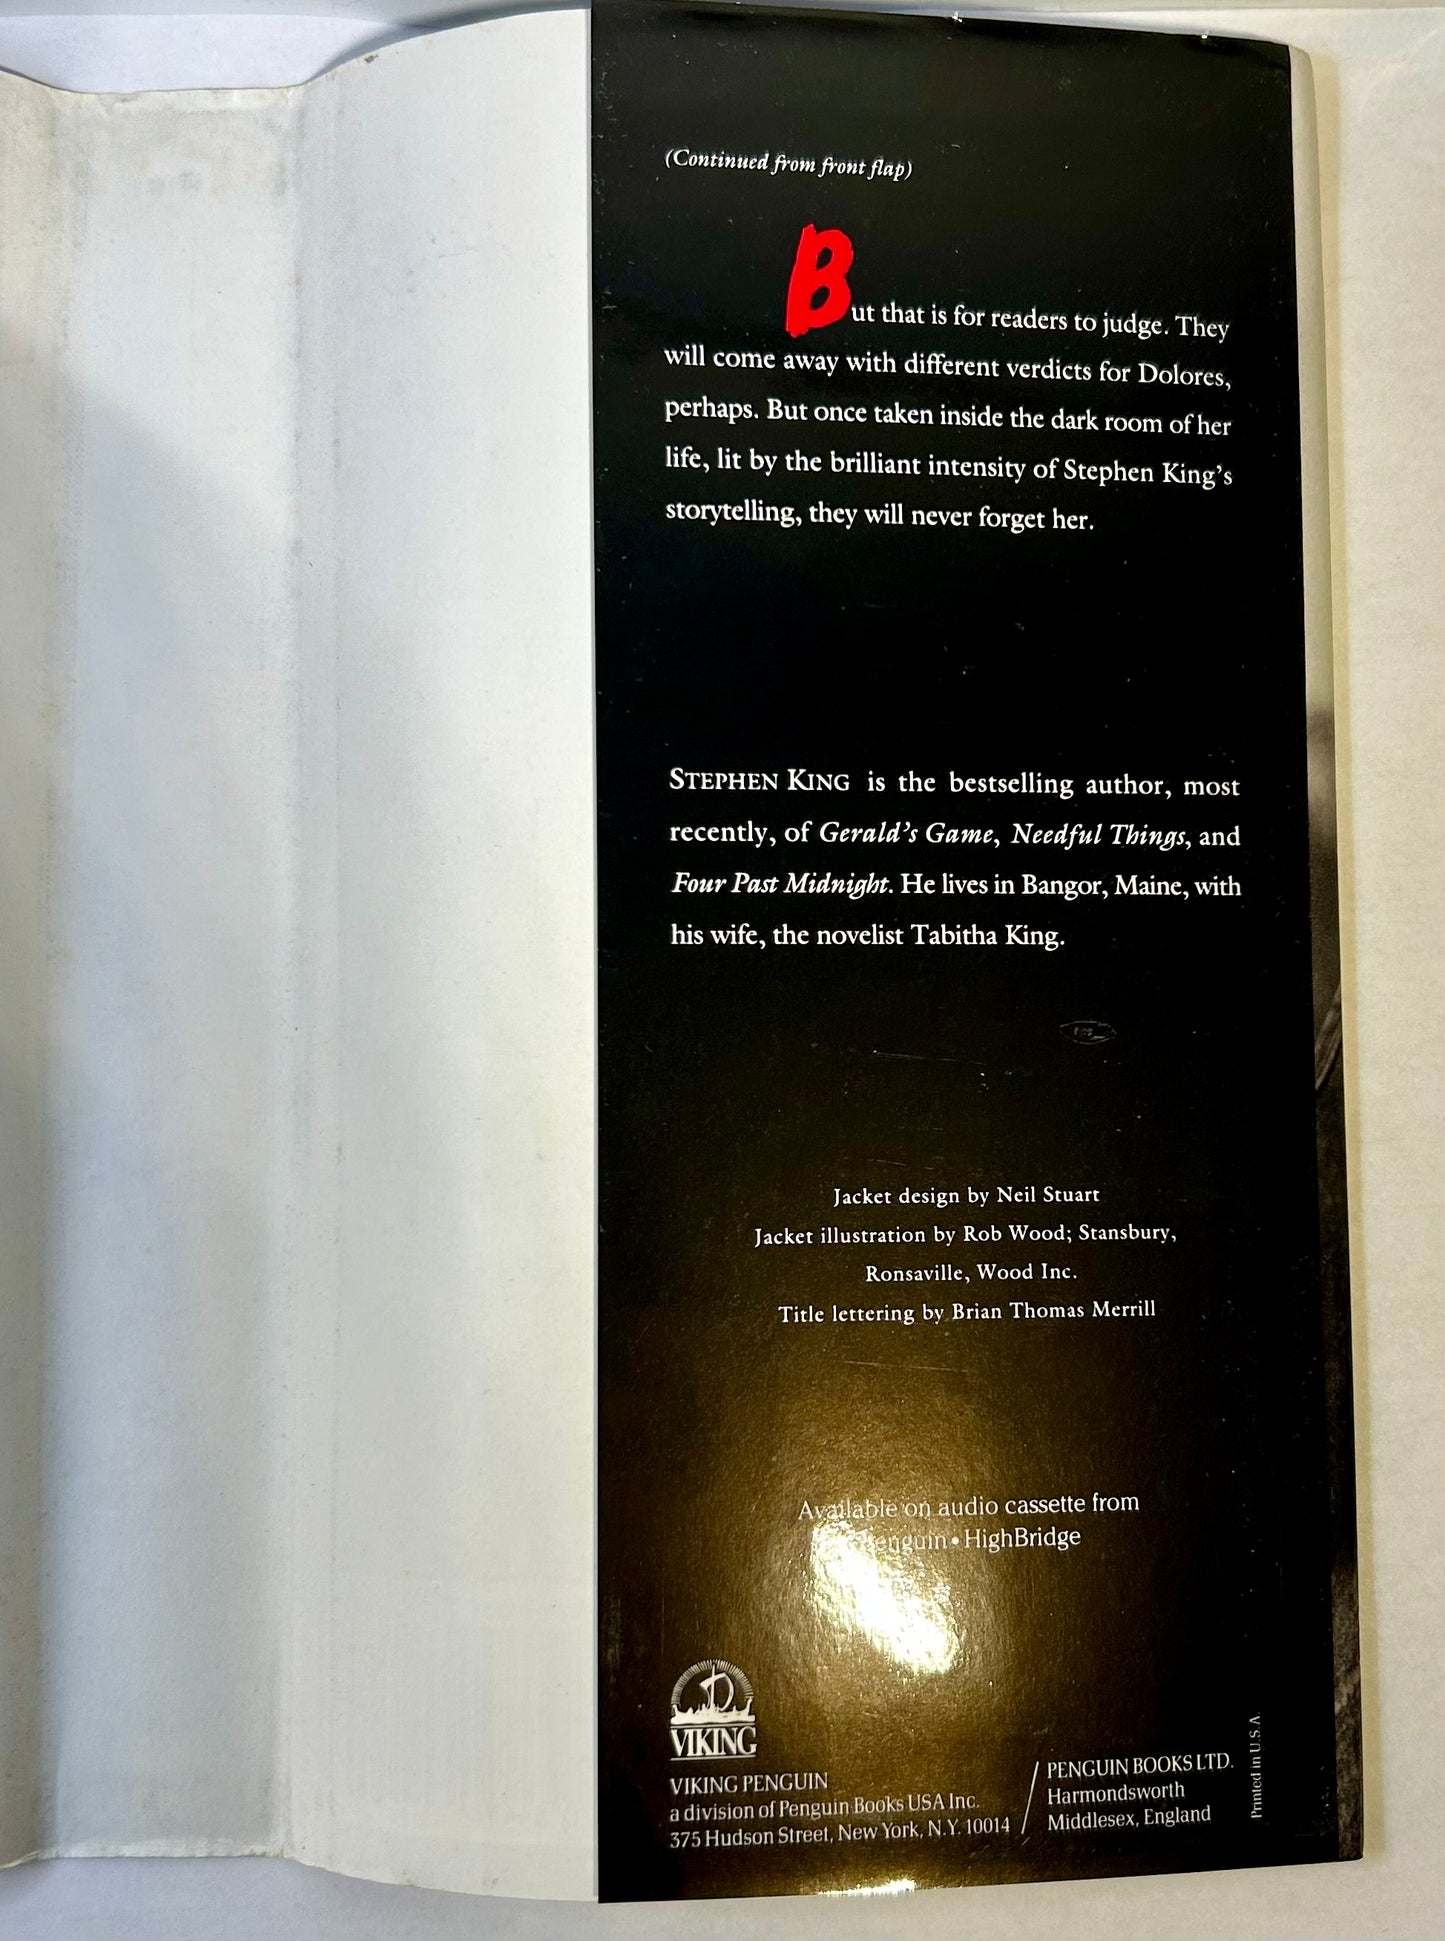 (Continued from front flap)
But that is for readers to judge. They
will come away with different verdicts for Dolores,
perhaps. But once taken inside the dark room of her
life, lit by the brilliant intensity of Stephen King's
storytelling, they will never forget her.
STEPHEN KING is the bestselling author, most
recently, of Gerald's Game, Needful Things, and
Four Past Midnight. He lives in Bangor, Maine, with
his wife, the novelist Tabitha King.
Jacket design by Neil Stuart
Jacket illustration by Rob Wood; Stansbury,
Ronsaville, Wood Inc.
Title lettering by Brian Thomas Merrill
Available on audio cassette from
Penguin • HighBridge
VIKING
VIKING PENGUIN
a division of Penguin Books USA Inc.
375 Hudson Street, New York, N.Y. 10014
PENGUIN BOOKS LTD.
Harmondsworth
Middlesex, England
Printed in U.S.A.